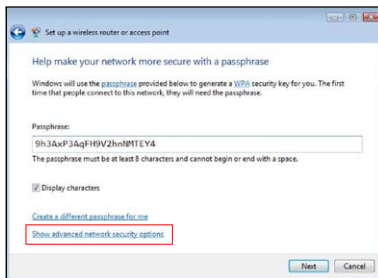 Set up a wireless router or access point
Help make your network more secure with a passphrase
Windows will use the passphrase provided below to generate a WPA security key for you. The first
time that people connect to this network, they will need the passphrase.
Passphrase:
9h3AxP3AqFH9V2hnNMTEY4
The passphrase must be at least 8 characters and cannot begin or end with a space.
Display characters
Create a different passphrase for me
Show advanced network security options
Next Cancel